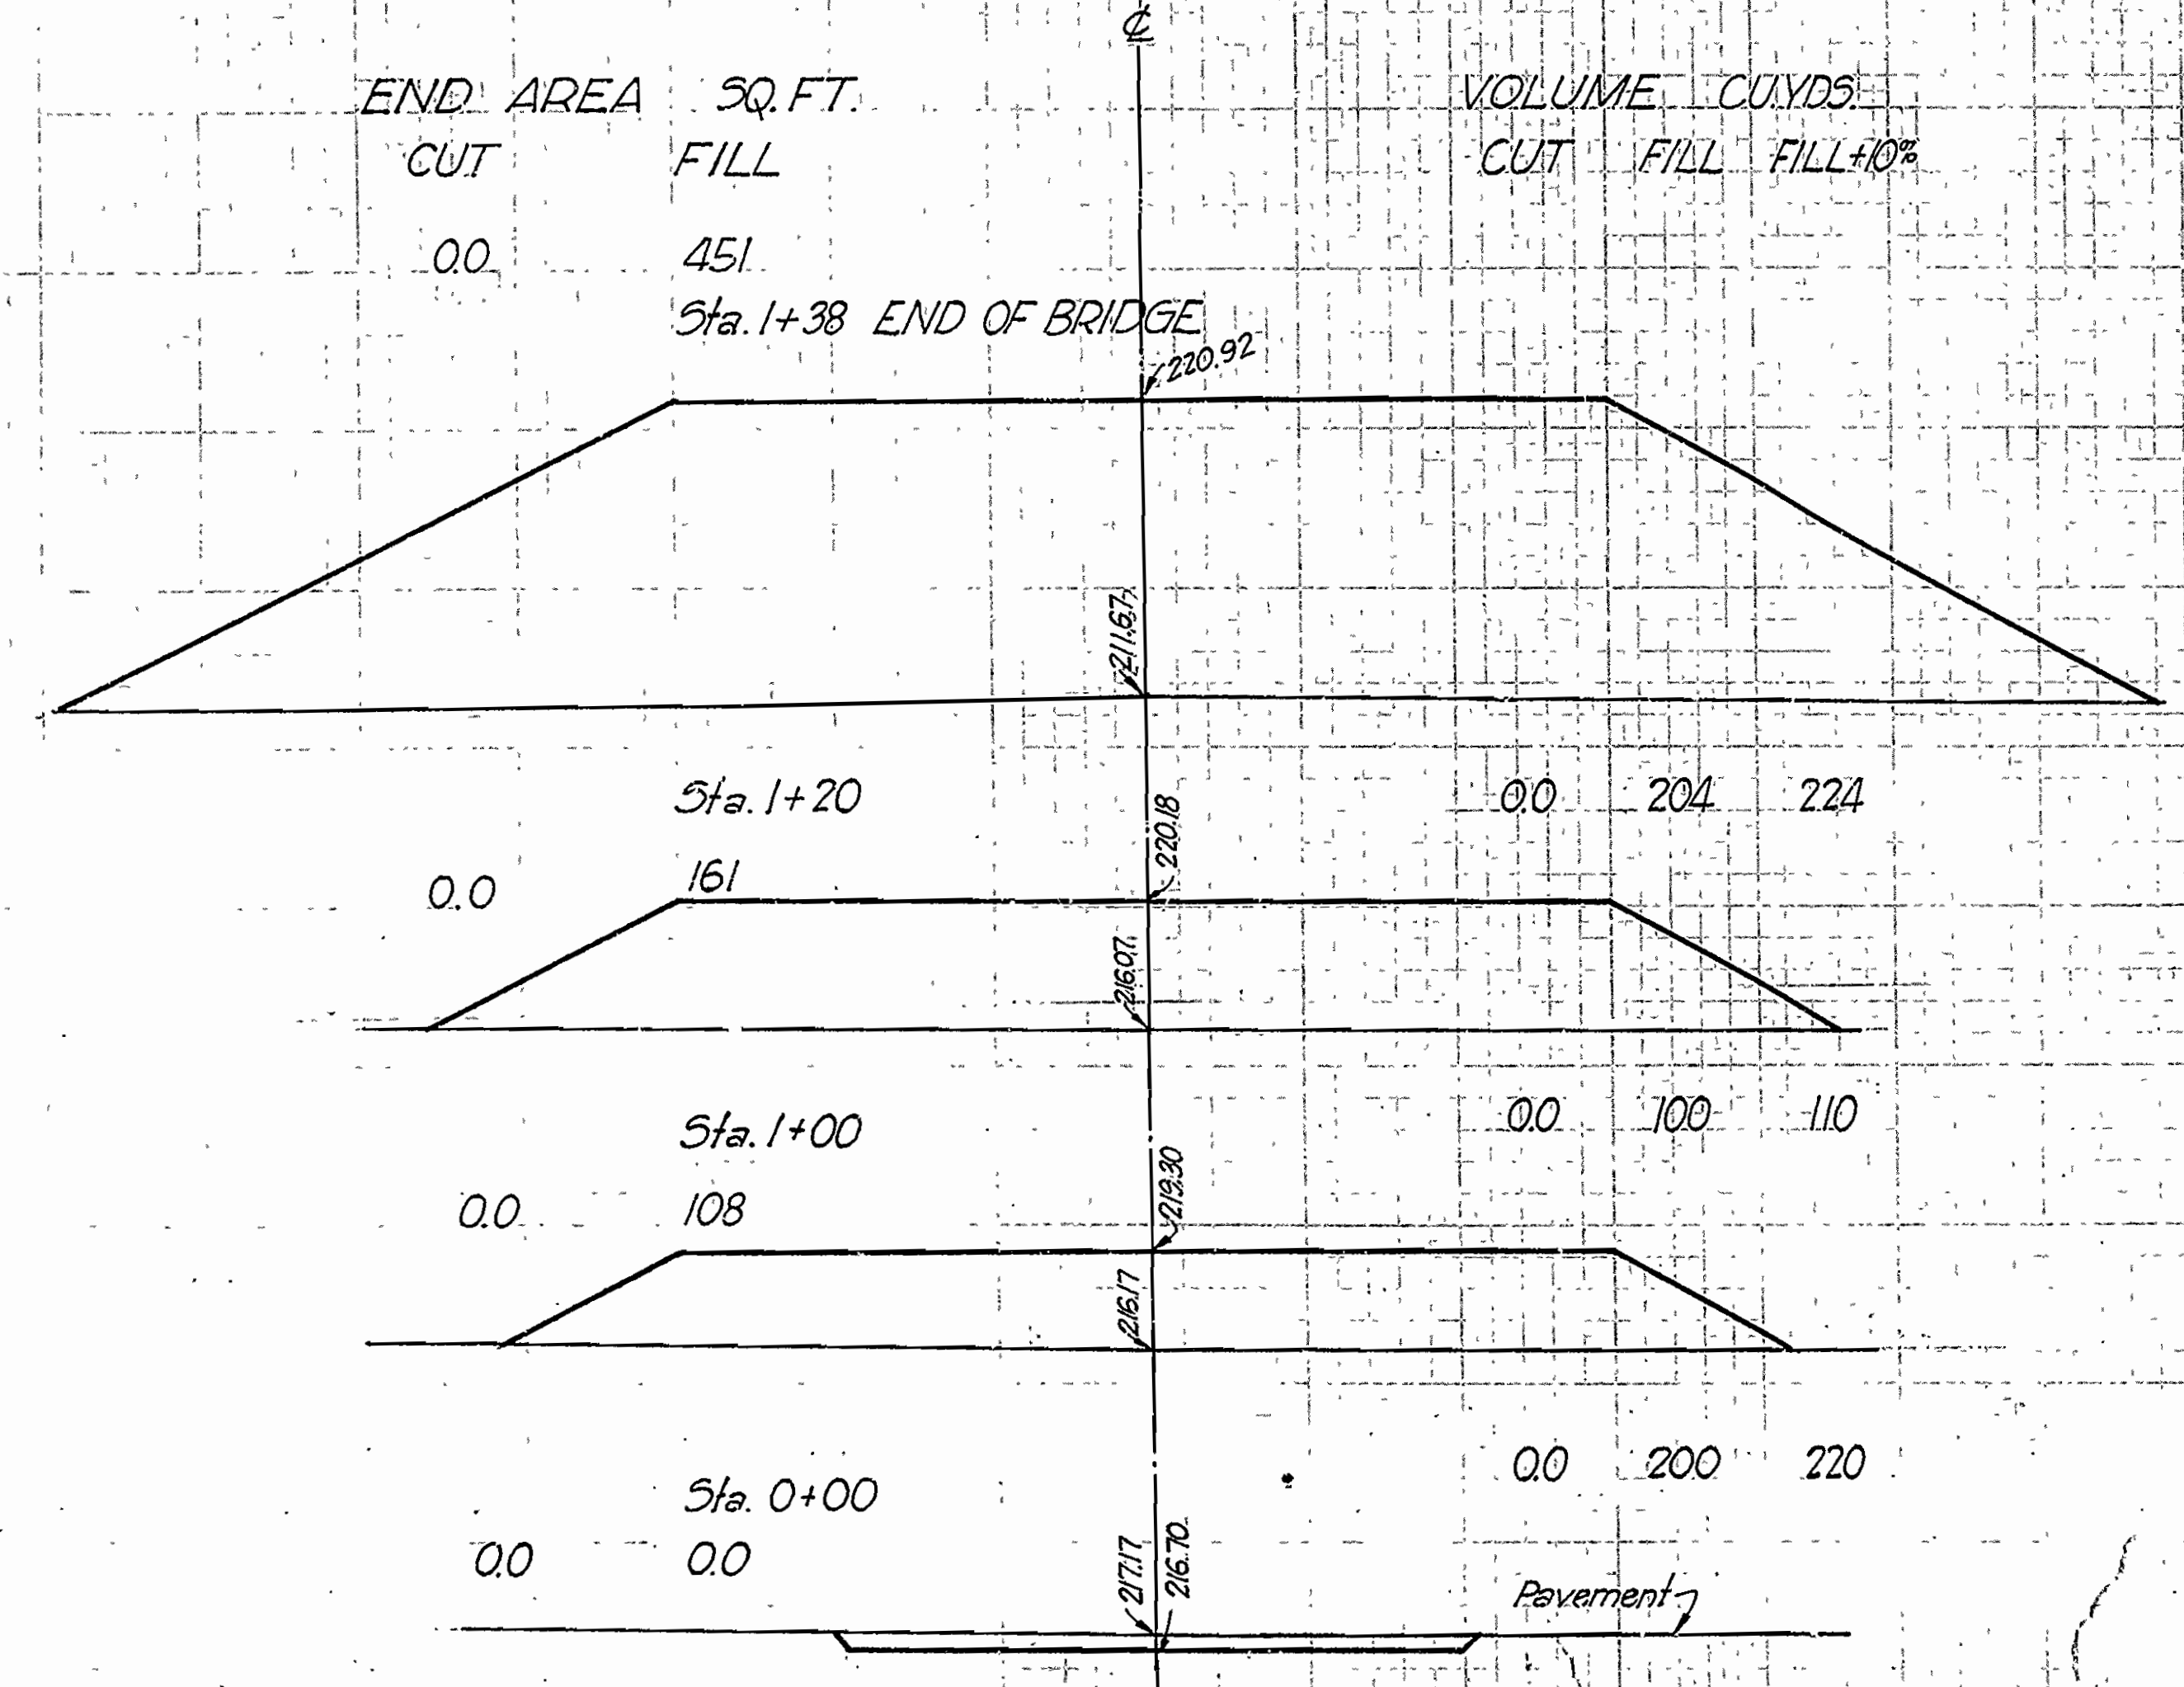 ℄
END AREA SQ. FT. VOLUME CU.YDS.
CUT FILL CUT FILL FILL+10%
0.0 451
Sta. 1+38 END OF BRIDGE
220.92
211.67
Sta. 1+20 0.0 204 224
220.18
0.0 161
216.07
Sta. 1+00 0.0 100 110
219.30
0.0 108
216.17
Sta. 0+00 0.0 200 220
0.0 0.0
217.17 216.70
Pavement